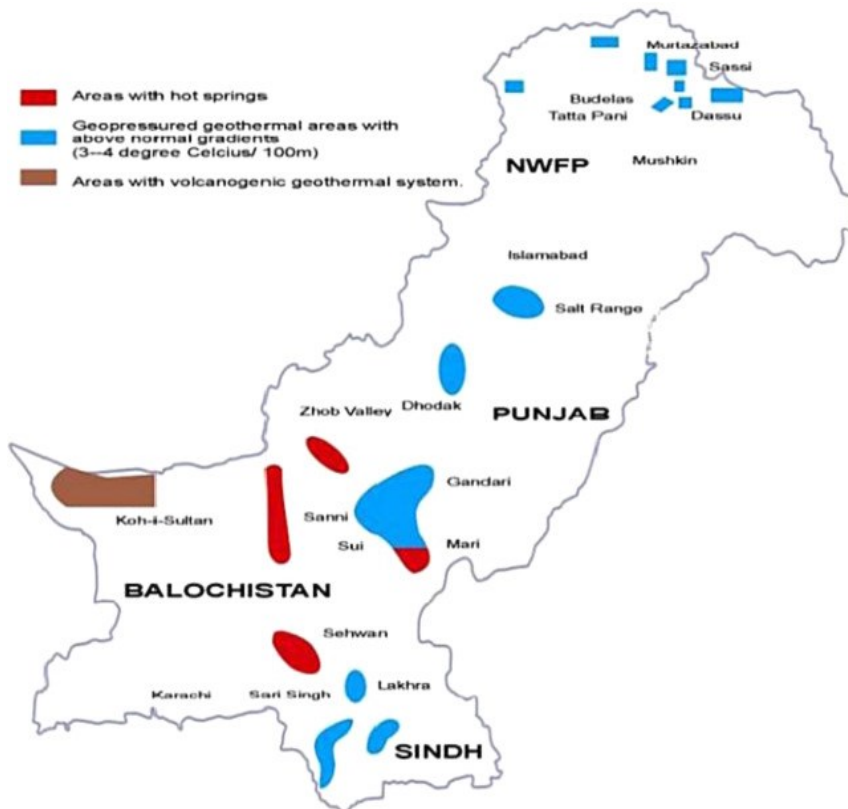 Areas with hot springs
Geopressured geothermal areas with
above normal gradients
(3--4 degree Celcius/ 100m)
Areas with volcanogenic geothermal system.
Murtazabad
Sassi
Budelas
Tatta Pani
Dassu
Mushkin
NWFP
Islamabad
Salt Range
Dhodak
Zhob Valley
PUNJAB
Gandari
Koh-i-Sultan
Sanni
Sui
Mari
BALOCHISTAN
Sehwan
Karachi
Sari Singh
Lakhra
SINDH